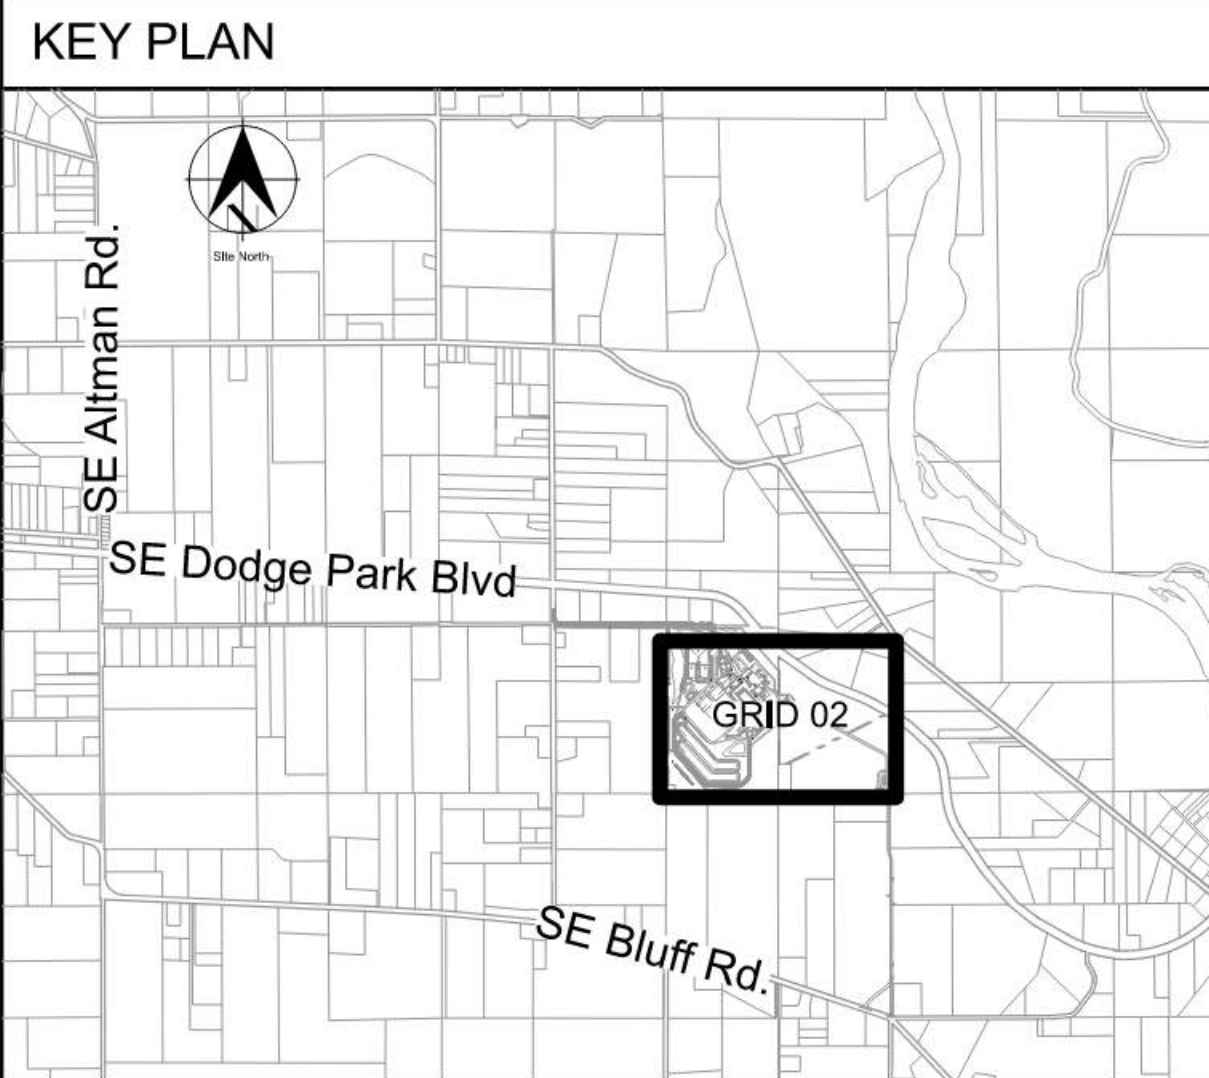 KEY PLAN
SIte North
SE Altman Rd.
SE Dodge Park Blvd
GRID 02
SE Bluff Rd.